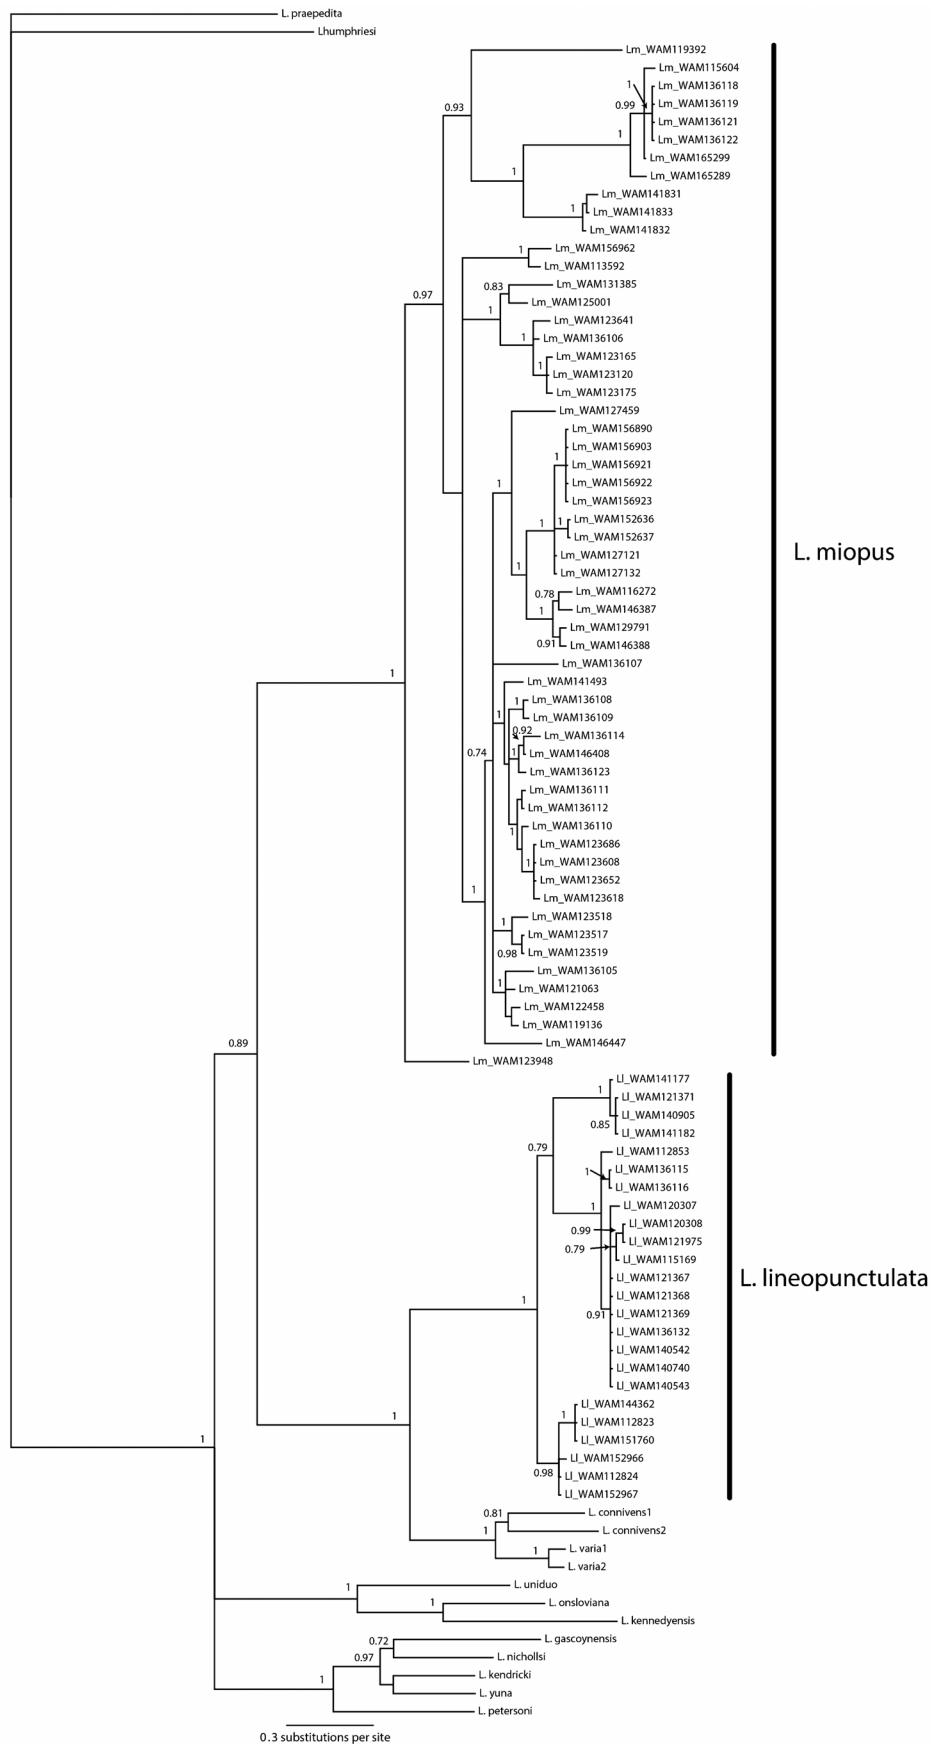 L. praepedita
Lhumphriesi
Lm_WAM119392
0.93
Lm_WAM115604
1
Lm_WAM136118
0.99
Lm_WAM136119
Lm_WAM136121
1
Lm_WAM136122
Lm_WAM165299
1
Lm_WAM165289
Lm_WAM141831
1
Lm_WAM141833
Lm_WAM141832
1
Lm_WAM156962
Lm_WAM113592
0.97
0.83
Lm_WAM131385
Lm_WAM125001
1
Lm_WAM123641
1
Lm_WAM136106
Lm_WAM123165
1
Lm_WAM123120
Lm_WAM123175
Lm_WAM127459
Lm_WAM156890
Lm_WAM156903
1
Lm_WAM156921
1
Lm_WAM156922
Lm_WAM156923
1
1
Lm_WAM152636
Lm_WAM152637
L. miopus
Lm_WAM127121
1
Lm_WAM127132
0.78
Lm_WAM116272
1
Lm_WAM146387
Lm_WAM129791
0.91
Lm_WAM146388
Lm_WAM136107
1
Lm_WAM141493
1
Lm_WAM136108
1
Lm_WAM136109
0.92
Lm_WAM136114
0.74
1
Lm_WAM146408
Lm_WAM136123
Lm_WAM136111
Lm_WAM136112
1
Lm_WAM136110
Lm_WAM123686
1
Lm_WAM123608
Lm_WAM123652
1
Lm_WAM123618
1
Lm_WAM123518
Lm_WAM123517
0.98
Lm_WAM123519
Lm_WAM136105
1
Lm_WAM121063
Lm_WAM122458
Lm_WAM119136
0.89
Lm_WAM146447
Lm_WAM123948
Ll_WAM141177
1
Ll_WAM121371
Ll_WAM140905
0.85
Ll_WAM141182
0.79
Ll_WAM112853
1
Ll_WAM136115
Ll_WAM136116
1
Ll_WAM120307
0.99
Ll_WAM120308
0.79
Ll_WAM121975
Ll_WAM115169
L. lineopunctulata
Ll_WAM121367
1
Ll_WAM121368
0.91
Ll_WAM121369
Ll_WAM136132
Ll_WAM140542
Ll_WAM140740
Ll_WAM140543
Ll_WAM144362
1
1
Ll_WAM112823
1
Ll_WAM151760
Ll_WAM152966
0.98
Ll_WAM112824
Ll_WAM152967
0.81
L. connivens1
1
L. connivens2
1
L. varia1
L. varia2
1
L. uniduo
1
L. onsloviana
L. kennedyensis
0.72
L. gascoynensis
0.97
L. nichollsi
1
L. kendricki
L. yuna
L. petersoni
0.3 substitutions per site